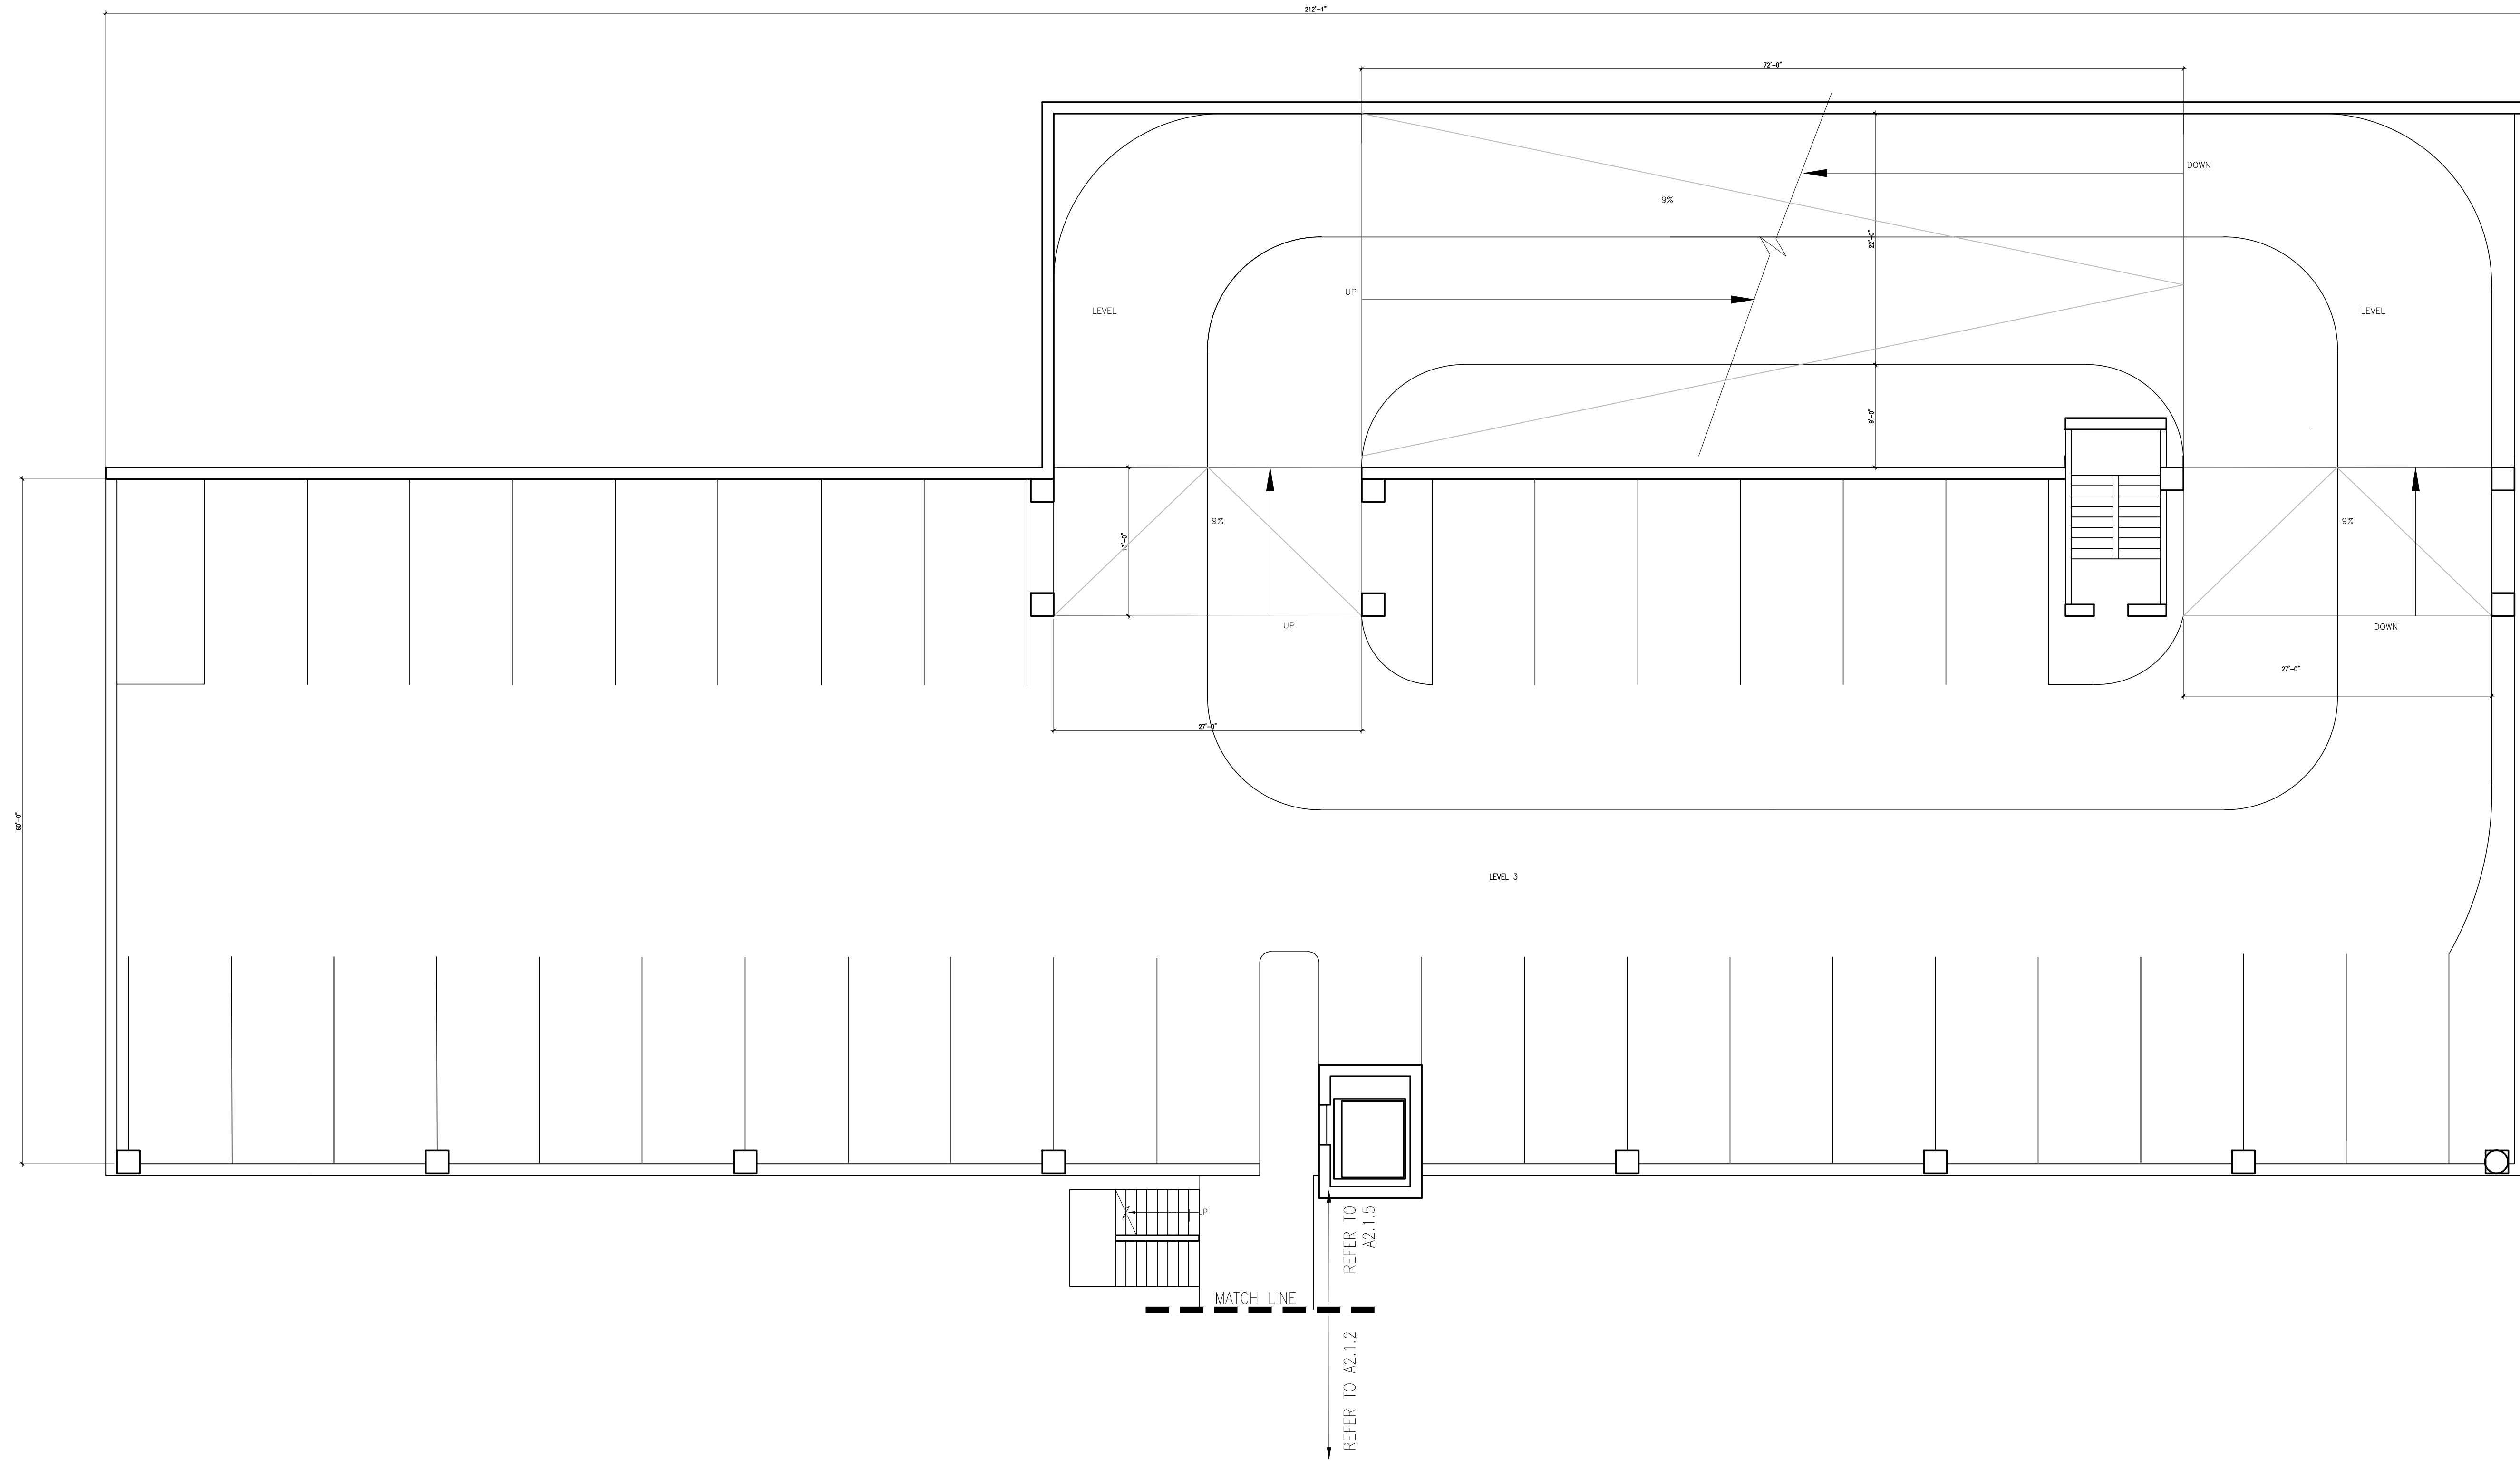 212'-1"
72'-0"
DOWN
9%
22'-0"
UP
LEVEL
LEVEL
9'-0"
9%
9%
13'-0"
UP
DOWN
27'-0"
27'-0"
60'-0"
LEVEL 3
UP
REFER TO
A2.1.5
MATCH LINE
REFER TO A2.1.2